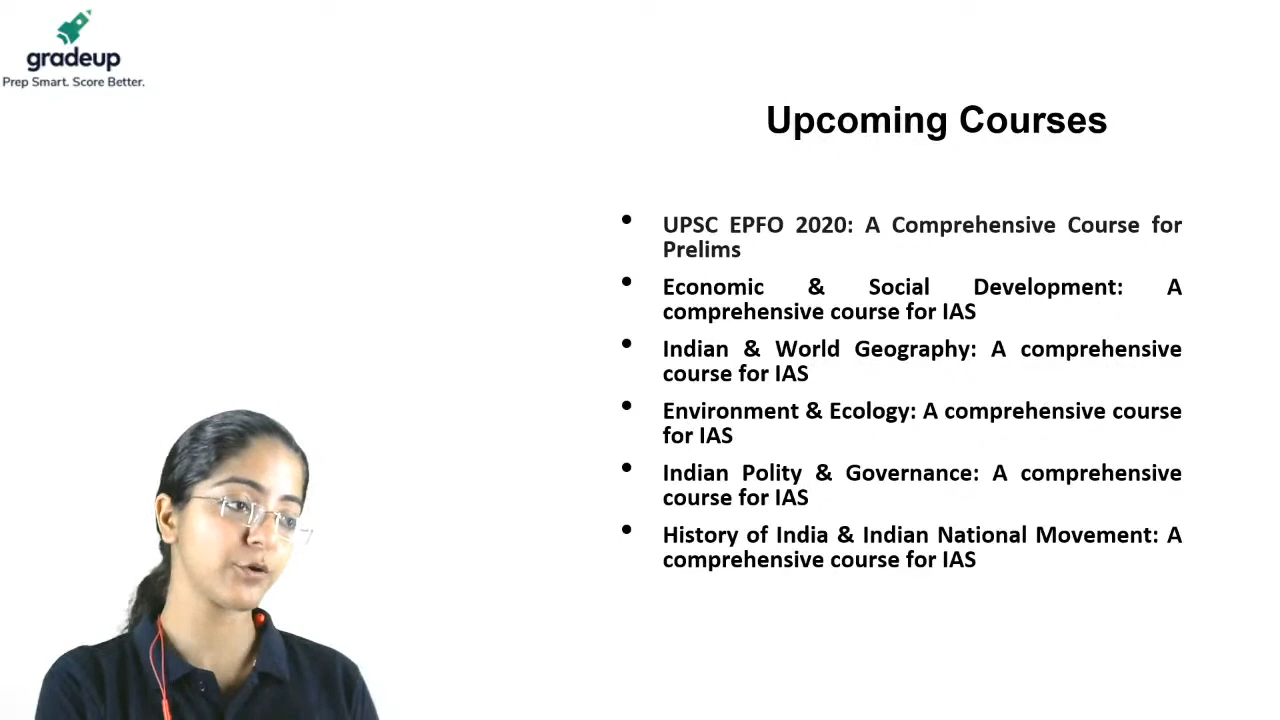 gradeup
Prep Smart. Score Better.
Upcoming Courses
• UPSC EPFO 2020: A Comprehensive Course for
Prelims
• Economic & Social Development: A
comprehensive course for IAS
• Indian & World Geography: A comprehensive
course for IAS
• Environment & Ecology: A comprehensive course
for IAS
• Indian Polity & Governance: A comprehensive
course for IAS
• History of India & Indian National Movement: A
comprehensive course for IAS